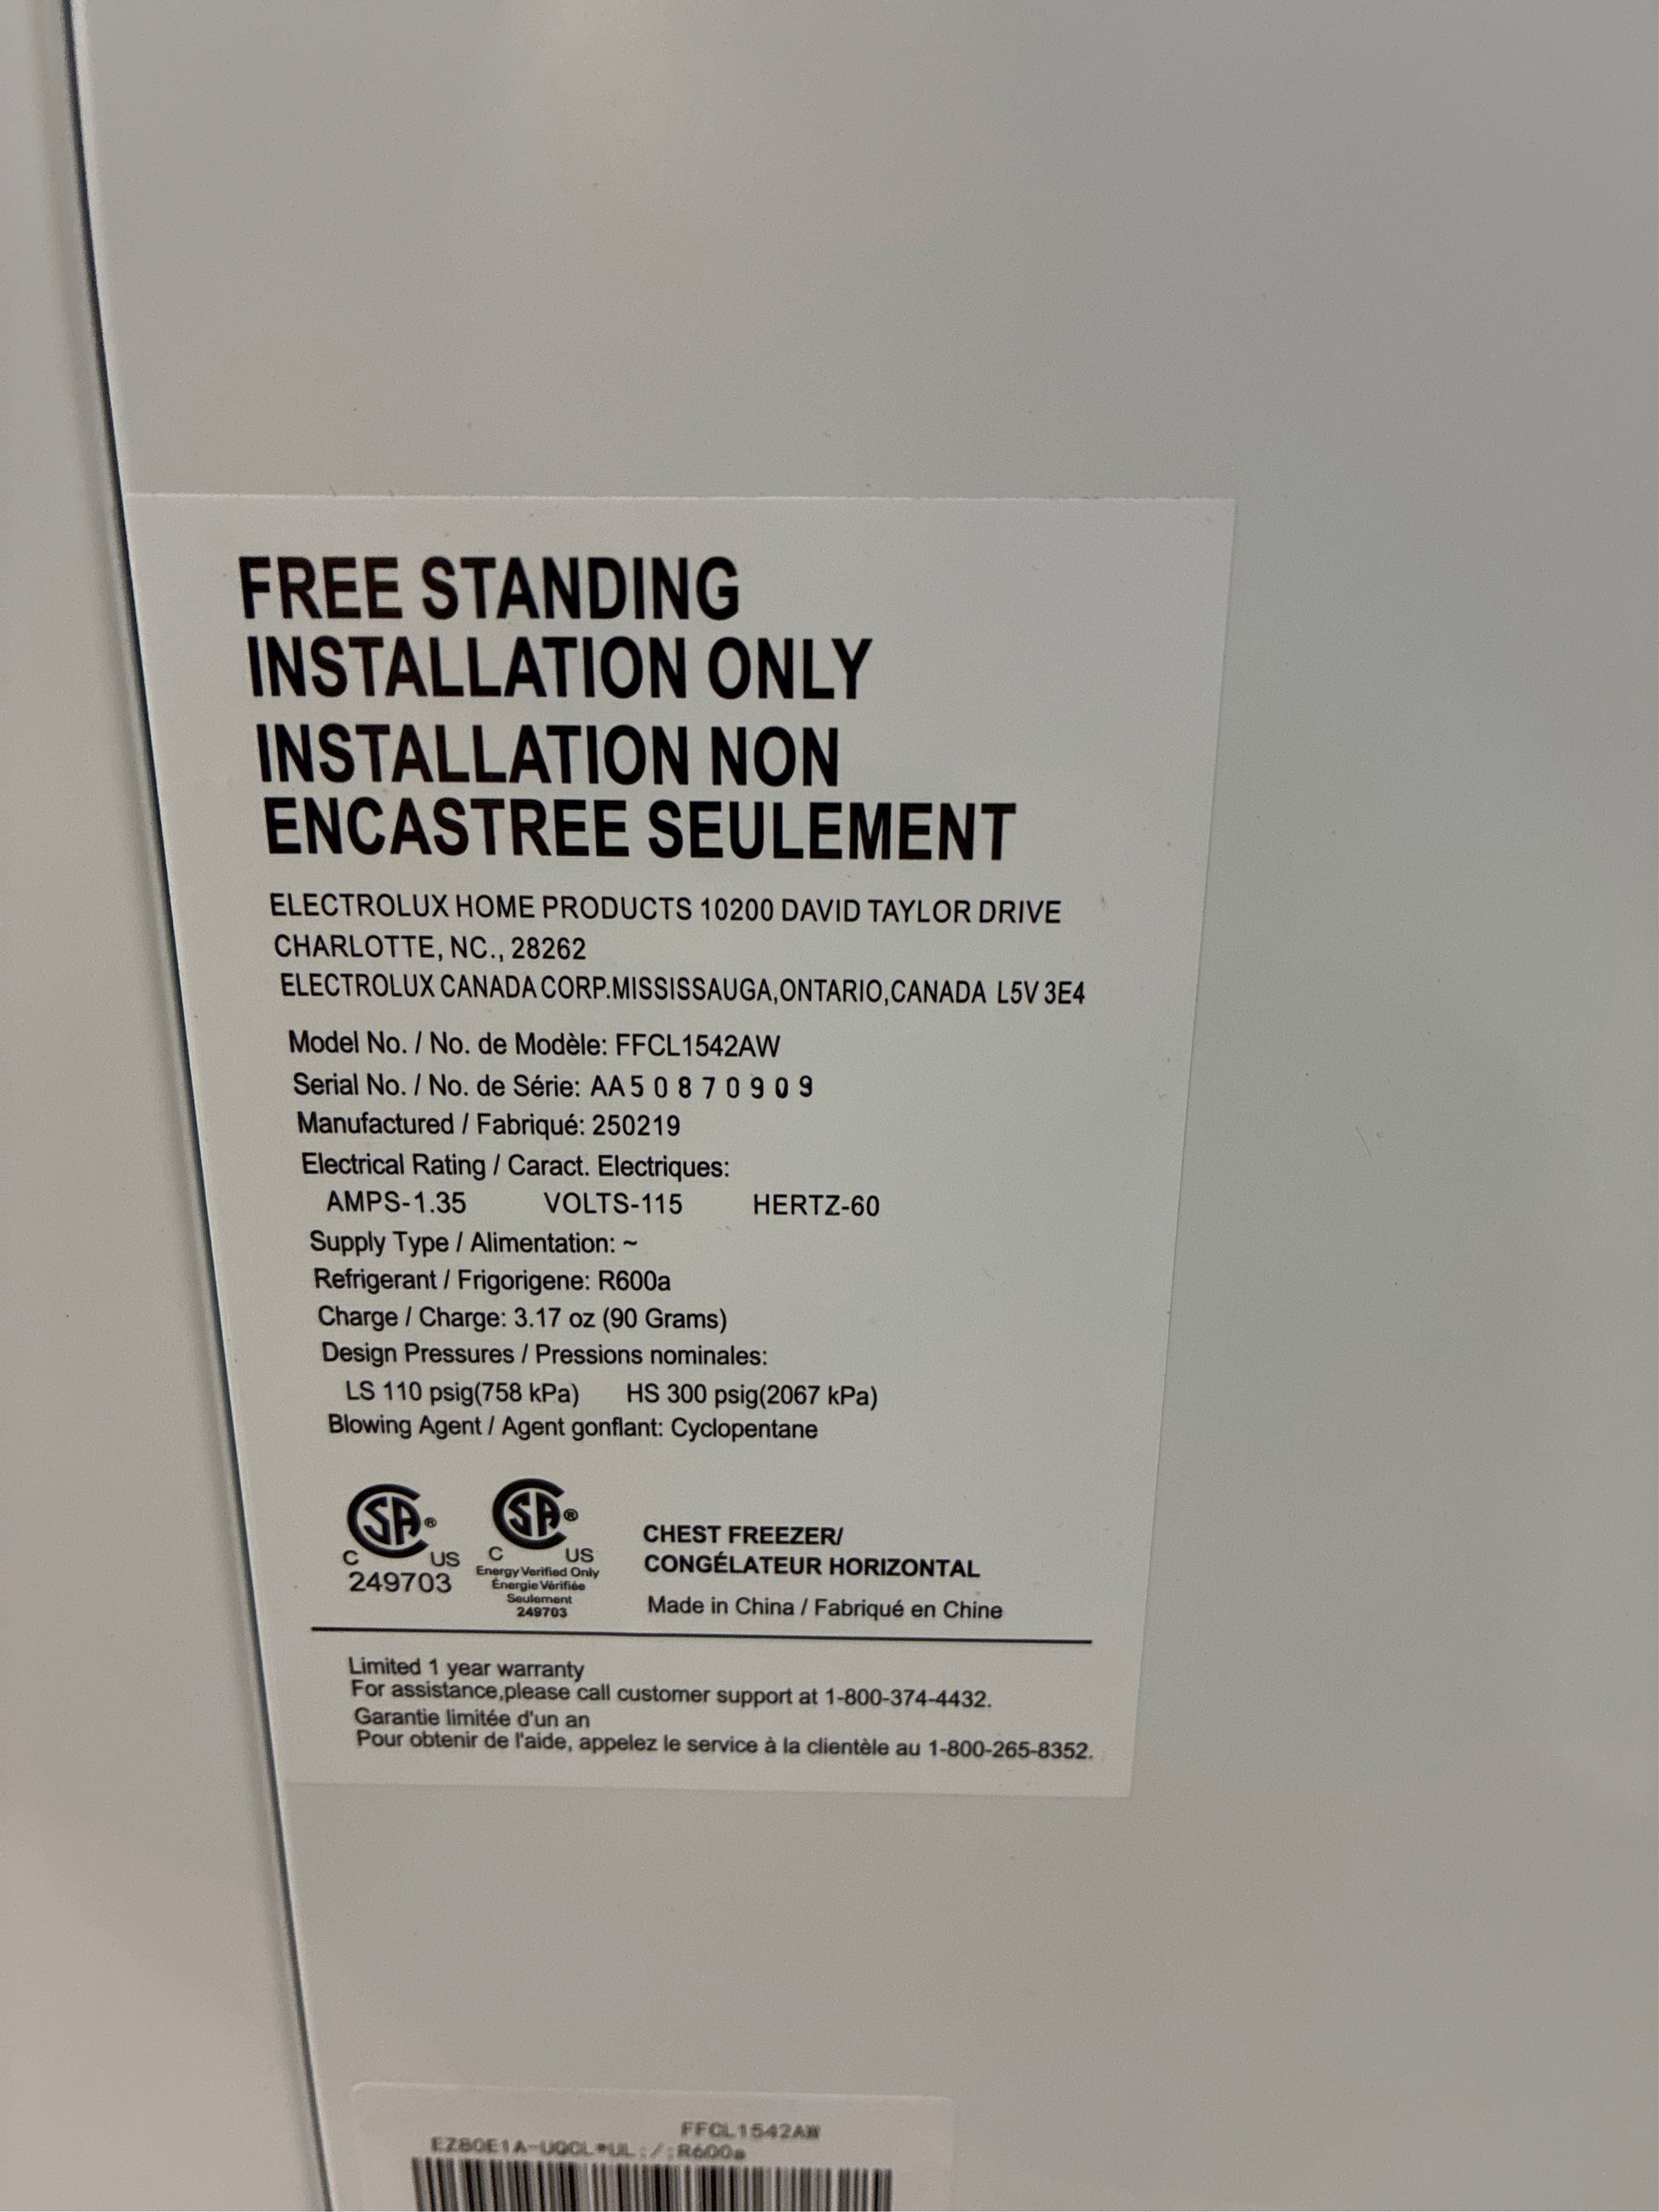 FREE STANDING
INSTALLATION ONLY
INSTALLATION NON
ENCASTREE SEULEMENT
ELECTROLUX HOME PRODUCTS 10200 DAVID TAYLOR DRIVE
CHARLOTTE, NC., 28262
ELECTROLUX CANADA CORP.MISSISSAUGA,ONTARIO,CANADA L5V 3E4
Model No. / No. de Modèle: FFCL1542AW
Serial No. / No. de Série: AA50870909
Manufactured / Fabriqué: 250219
Electrical Rating / Caract. Electriques:
AMPS-1.35 VOLTS-115 HERTZ-60
Supply Type / Alimentation: ~
Refrigerant / Frigorigene: R600a
Charge / Charge: 3.17 oz (90 Grams)
Design Pressures / Pressions nominales:
LS 110 psig(758 kPa) HS 300 psig(2067 kPa)
Blowing Agent / Agent gonflant: Cyclopentane
CSA® C US
249703
CSA® C US
Energy Verified Only
Énergie Vérifiée
Seulement
249703
CHEST FREEZER/
CONGÉLATEUR HORIZONTAL
Made in China / Fabriqué en Chine
Limited 1 year warranty
For assistance,please call customer support at 1-800-374-4432.
Garantie limitée d'un an
Pour obtenir de l'aide, appelez le service à la clientèle au 1-800-265-8352.
FFCL1542AW
R600a